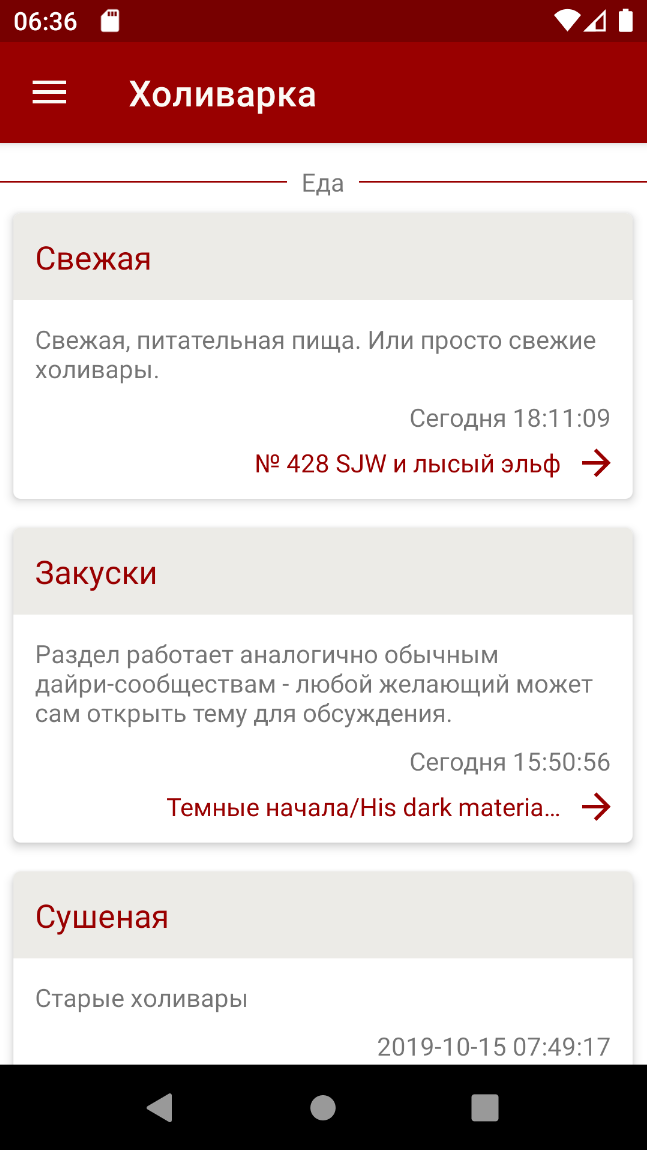 06:36
Холиварка
Еда
Свежая
Свежая, питательная пища. Или просто свежие
холивары.
Сегодня 18:11:09
№ 428 SJW и лысый эльф
Закуски
Раздел работает аналогично обычным
дайри-сообществам - любой желающий может
сам открыть тему для обсуждения.
Сегодня 15:50:56
Темные начала/His dark materia...
Сушеная
Старые холивары
2019-10-15 07:49:17